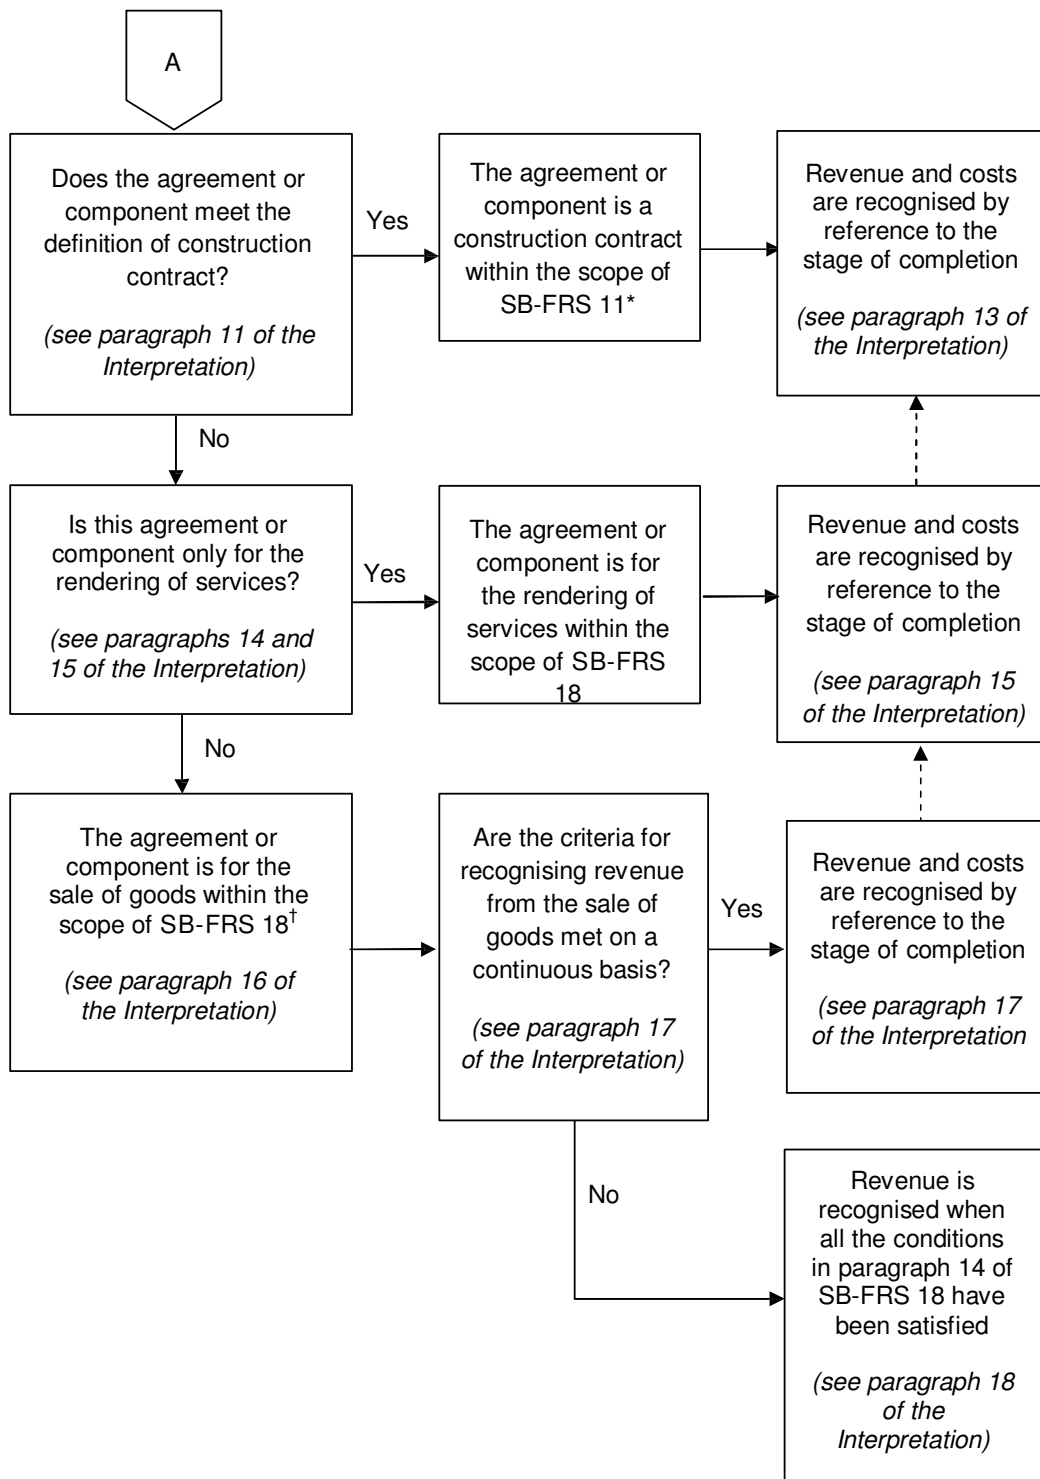 A
Does the agreement or
component meet the
definition of construction
contract?
(see paragraph 11 of the
Interpretation)
Yes
The agreement or
component is a
construction contract
within the scope of
SB-FRS 11*
Revenue and costs
are recognised by
reference to the
stage of completion
(see paragraph 13 of
the Interpretation)
No
Is this agreement or
component only for the
rendering of services?
(see paragraphs 14 and
15 of the Interpretation)
Yes
The agreement or
component is for
the rendering of
services within the
scope of SB-FRS
18
Revenue and costs
are recognised by
reference to the
stage of completion
(see paragraph 15
of the Interpretation)
No
The agreement or
component is for the
sale of goods within the
scope of SB-FRS 18†
(see paragraph 16 of
the Interpretation)
Are the criteria for
recognising revenue
from the sale of
goods met on a
continuous basis?
(see paragraph 17
of the Interpretation)
Yes
Revenue and costs
are recognised by
reference to the
stage of completion
(see paragraph 17
of the Interpretation
No
Revenue is
recognised when
all the conditions
in paragraph 14 of
SB-FRS 18 have
been satisfied
(see paragraph 18
of the
Interpretation)